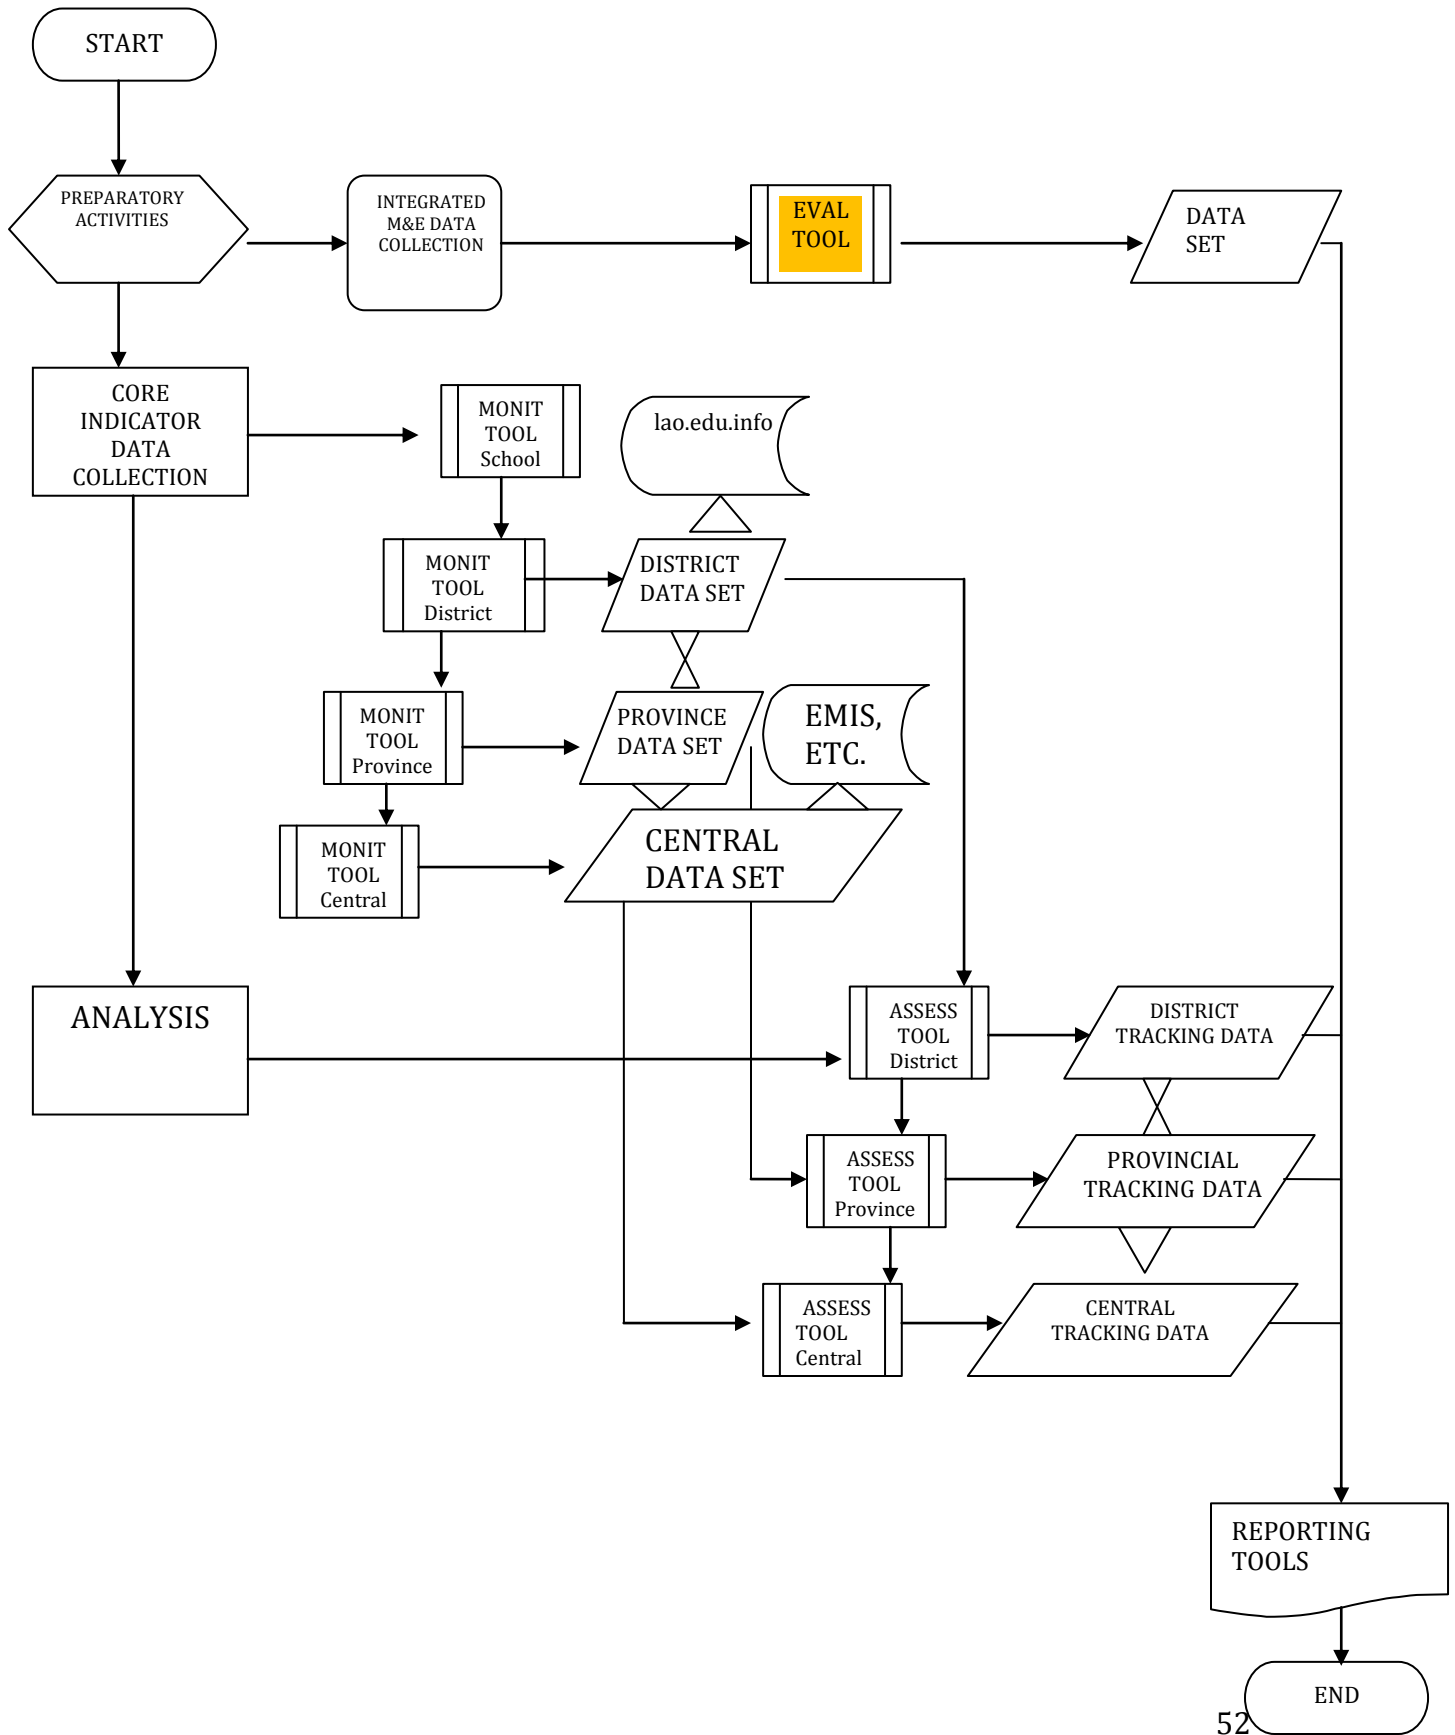 START
PREPARATORY
ACTIVITIES
INTEGRATED
M&E DATA
COLLECTION
EVAL
TOOL
DATA
SET
CORE
INDICATOR
DATA
COLLECTION
MONIT
TOOL
School
lao.edu.info
MONIT
TOOL
District
DISTRICT
DATA SET
MONIT
TOOL
Province
PROVINCE
DATA SET
EMIS,
ETC.
MONIT
TOOL
Central
CENTRAL
DATA SET
ANALYSIS
ASSESS
TOOL
District
DISTRICT
TRACKING DATA
ASSESS
TOOL
Province
PROVINCIAL
TRACKING DATA
ASSESS
TOOL
Central
CENTRAL
TRACKING DATA
REPORTING
TOOLS
END
52